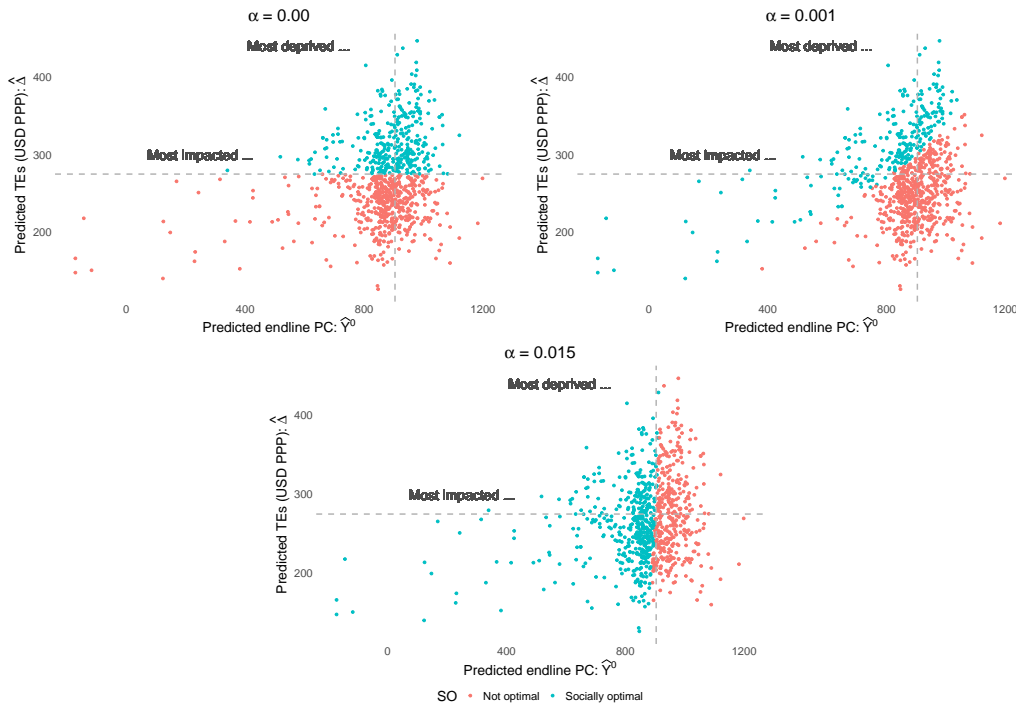 α = 0.00
Most deprived ...
Most Impacted ...
400
300
200
Predicted TEs (USD PPP): Δ̂
0
400
800
1200
Predicted endline PC: Ŷ⁰
α = 0.001
Most deprived ...
Most Impacted ...
400
300
200
Predicted TEs (USD PPP): Δ̂
0
400
800
1200
Predicted endline PC: Ŷ⁰
α = 0.015
Most deprived ...
Most Impacted ...
400
300
200
Predicted TEs (USD PPP): Δ̂
0
400
800
1200
Predicted endline PC: Ŷ⁰
SO Not optimal Socially optimal